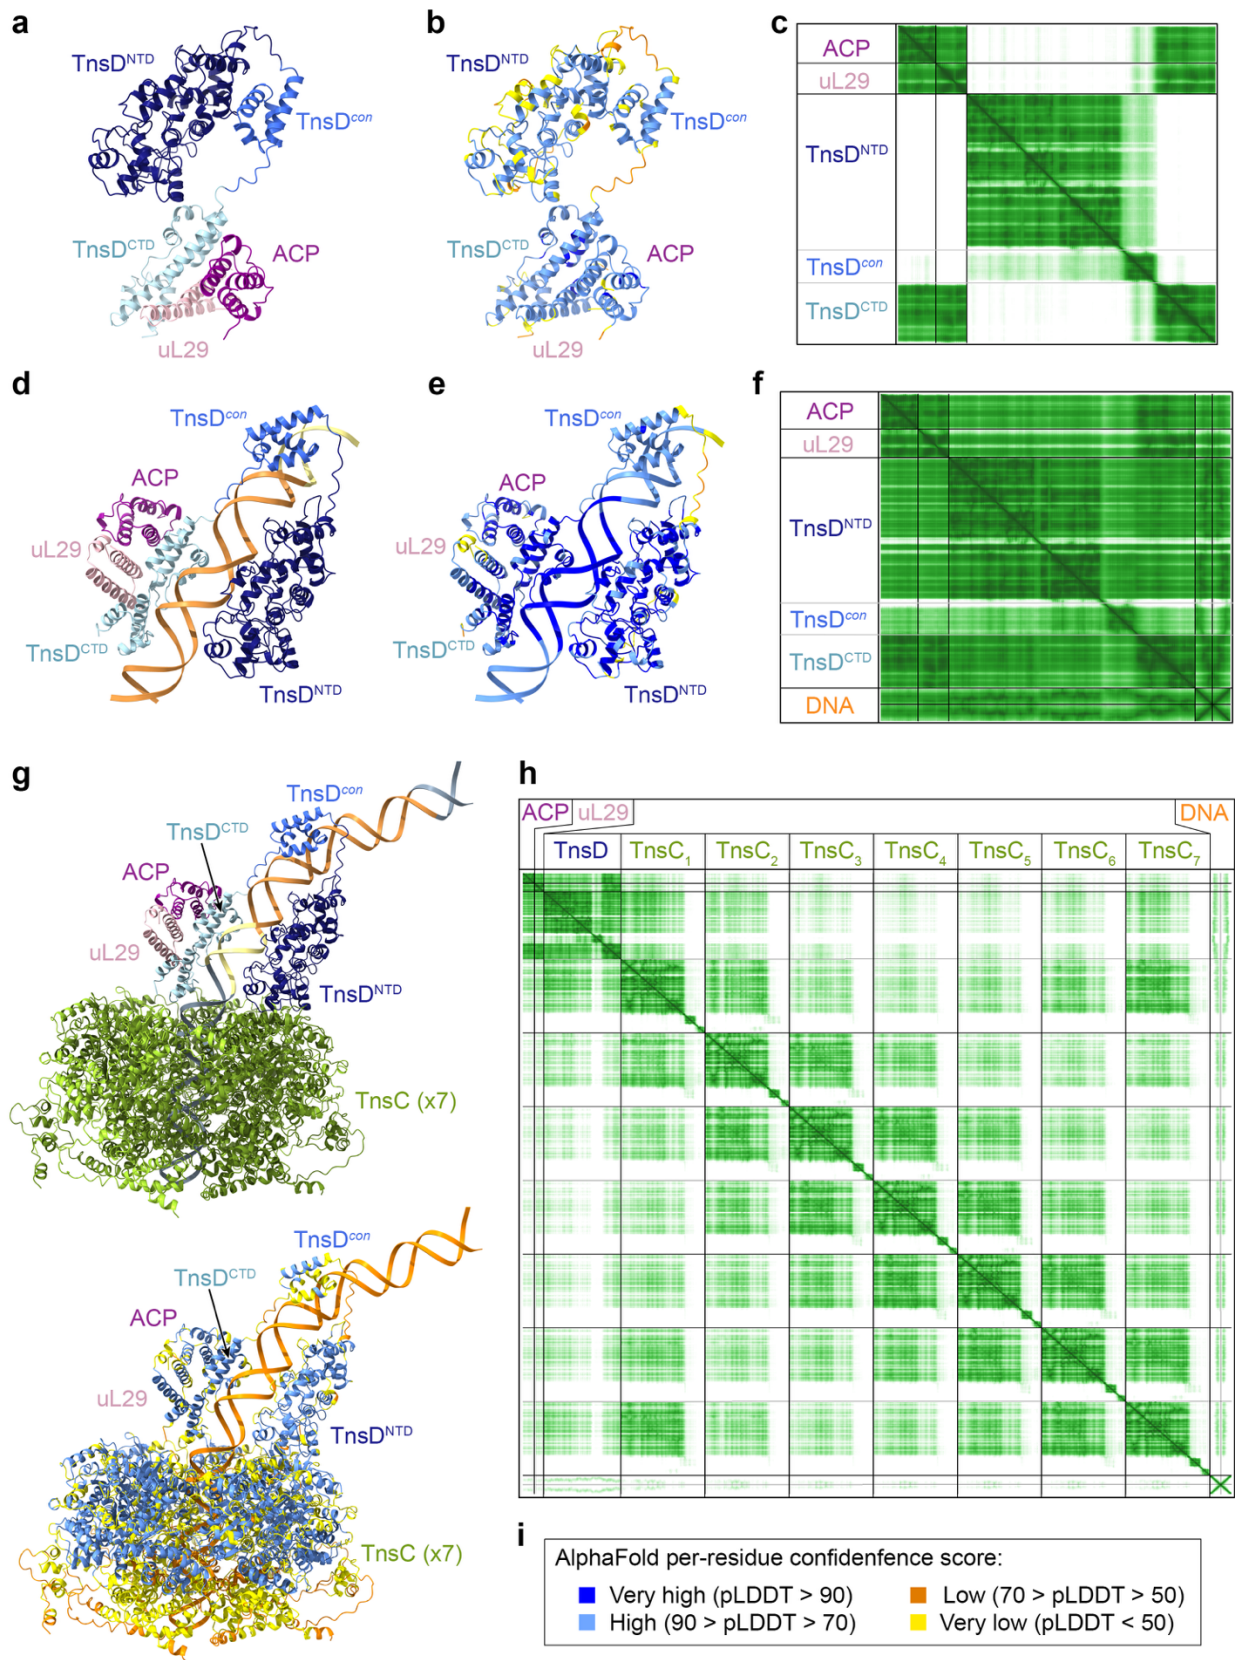 a
TnsD^NTD
TnsD^con
TnsD^CTD
ACP
uL29
b
TnsD^NTD
TnsD^con
TnsD^CTD
ACP
uL29
c
ACP
uL29
TnsD^NTD
TnsD^con
TnsD^CTD
d
TnsD^con
ACP
uL29
TnsD^CTD
TnsD^NTD
e
TnsD^con
ACP
uL29
TnsD^CTD
TnsD^NTD
f
ACP
uL29
TnsD^NTD
TnsD^con
TnsD^CTD
DNA
g
TnsD^con
TnsD^CTD
ACP
uL29
TnsD^NTD
TnsC (x7)
TnsD^con
TnsD^CTD
ACP
uL29
TnsD^NTD
TnsC (x7)
h
ACP uL29 DNA
TnsD TnsC₁ TnsC₂ TnsC₃ TnsC₄ TnsC₅ TnsC₆ TnsC₇
i
AlphaFold per-residue confidenfence score:
Very high (pLDDT > 90) Low (70 > pLDDT > 50)
High (90 > pLDDT > 70) Very low (pLDDT < 50)